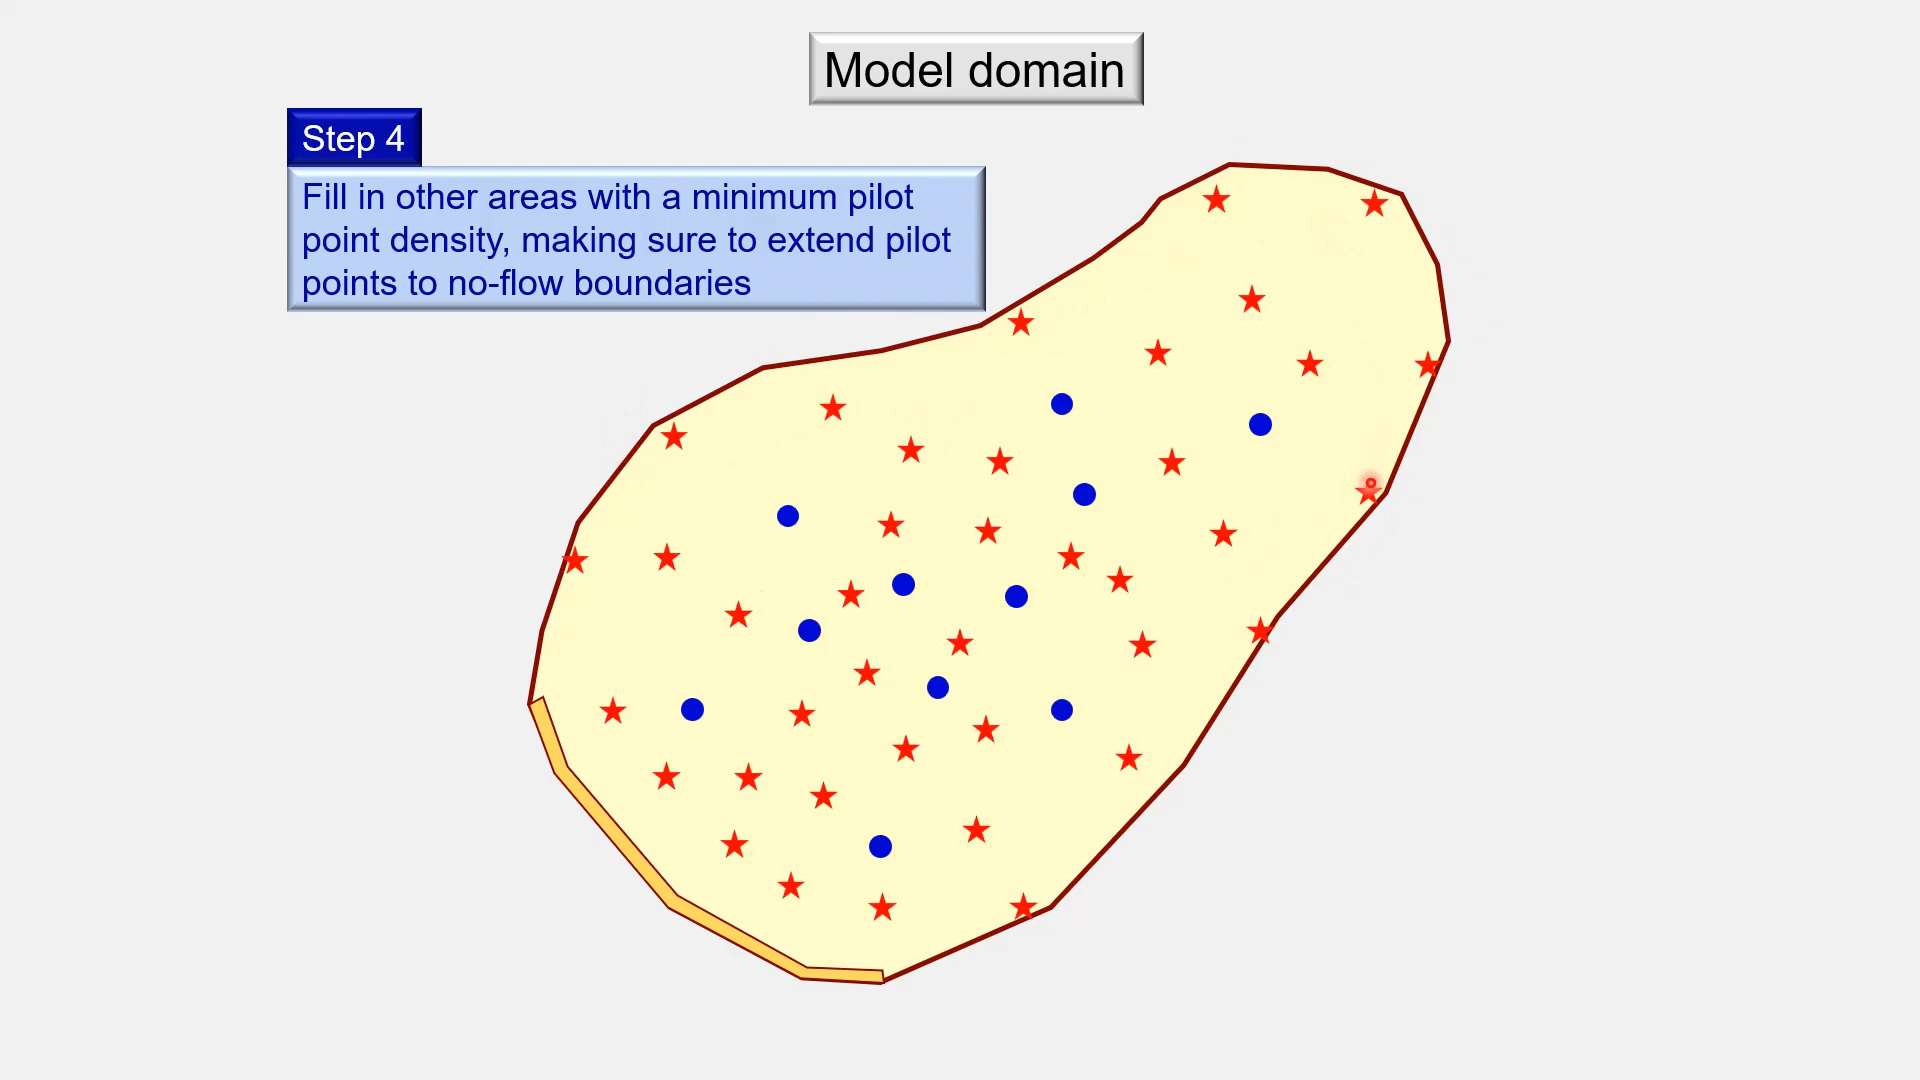 Model domain
Step 4
Fill in other areas with a minimum pilot
point density, making sure to extend pilot
points to no-flow boundaries